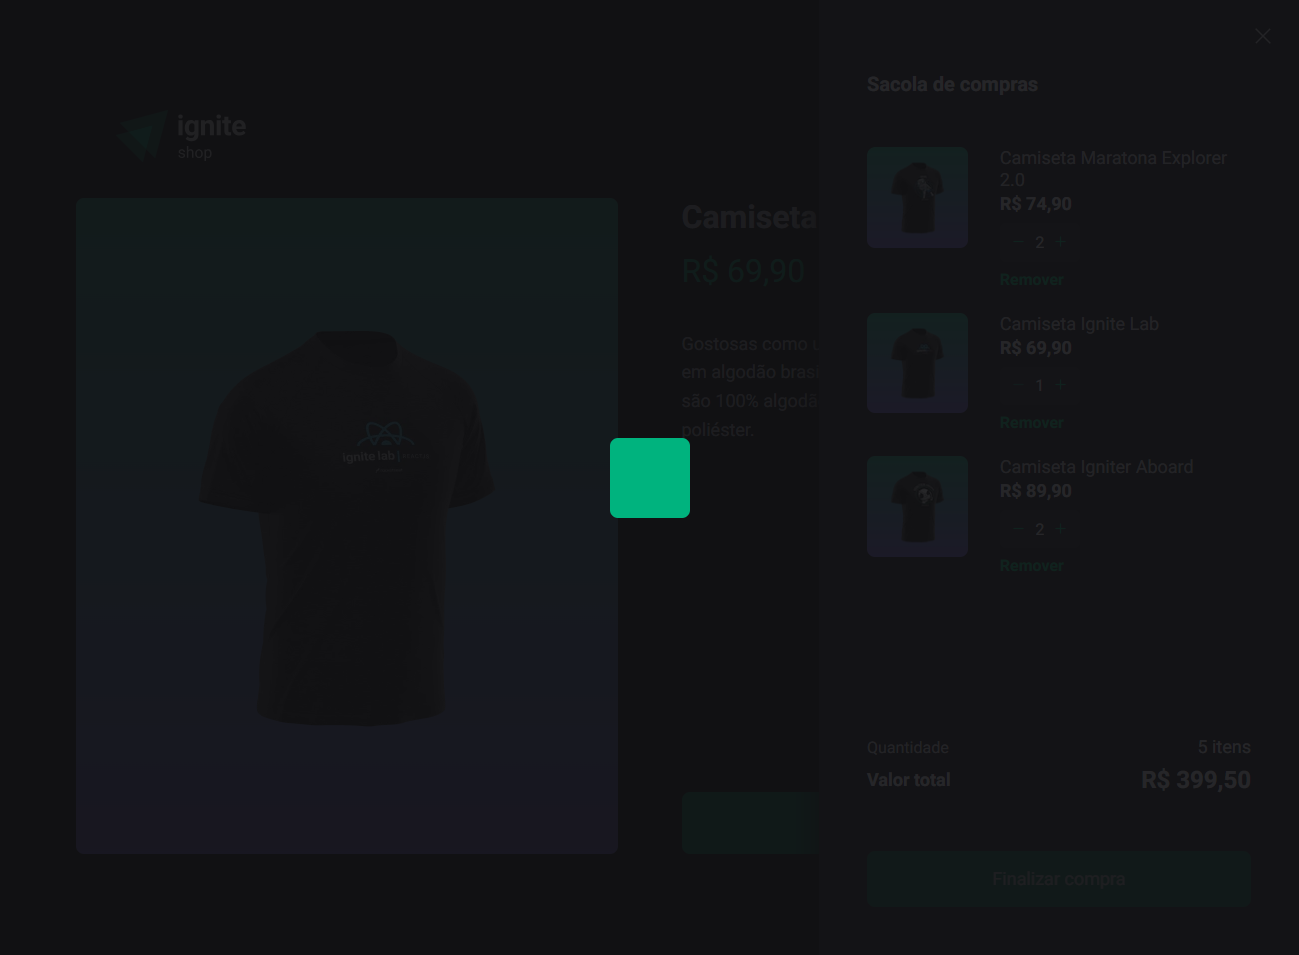 ignite
shop
Camiseta
R$ 69,90
Gostosas como
em algodão
são 100%
poliéster.
ignite lab
Sacola de compras
Camiseta Maratona Explorer
2.0
R$ 74,90
− 2 +
Remover
Camiseta Ignite Lab
R$ 69,90
− 1 +
Remover
Camiseta Igniter Aboard
R$ 89,90
− 2 +
Remover
Quantidade 5 itens
Valor total R$ 399,50
Finalizar compra